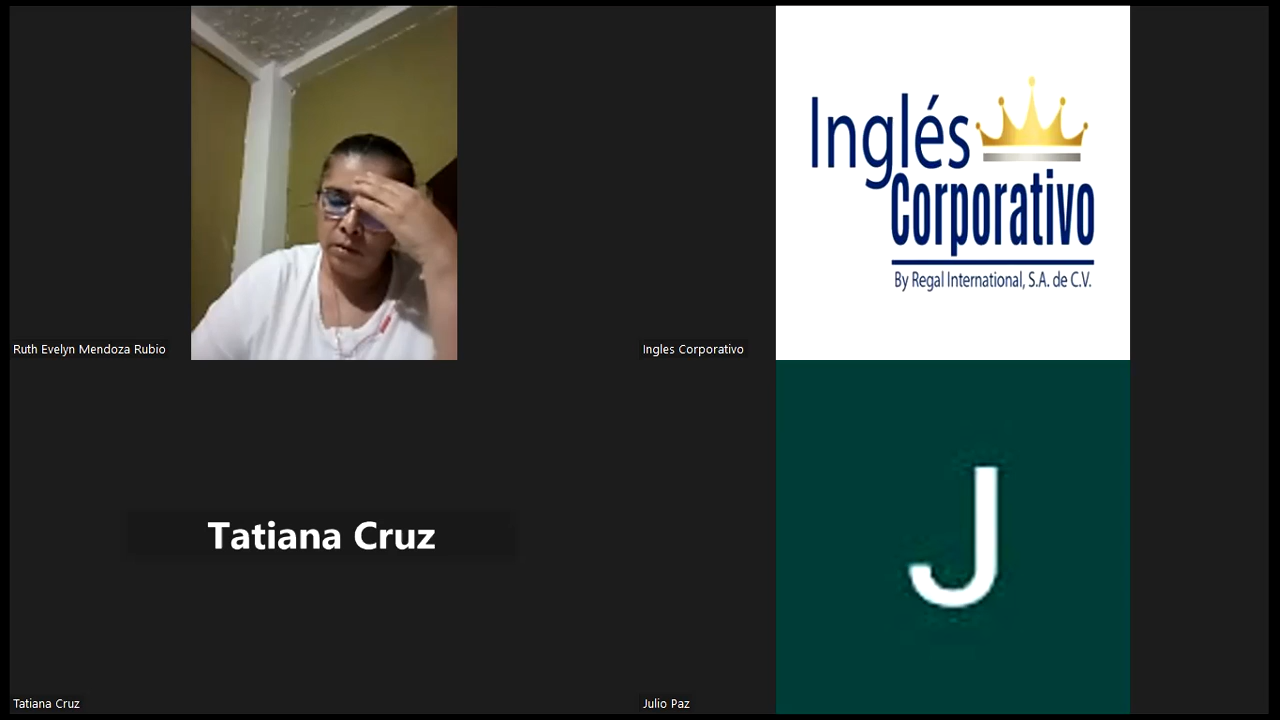 Inglés
Corporativo
By Regal International, S.A. de C.V.
Ruth Evelyn Mendoza Rubio
Ingles Corporativo
Tatiana Cruz
J
Tatiana Cruz
Julio Paz